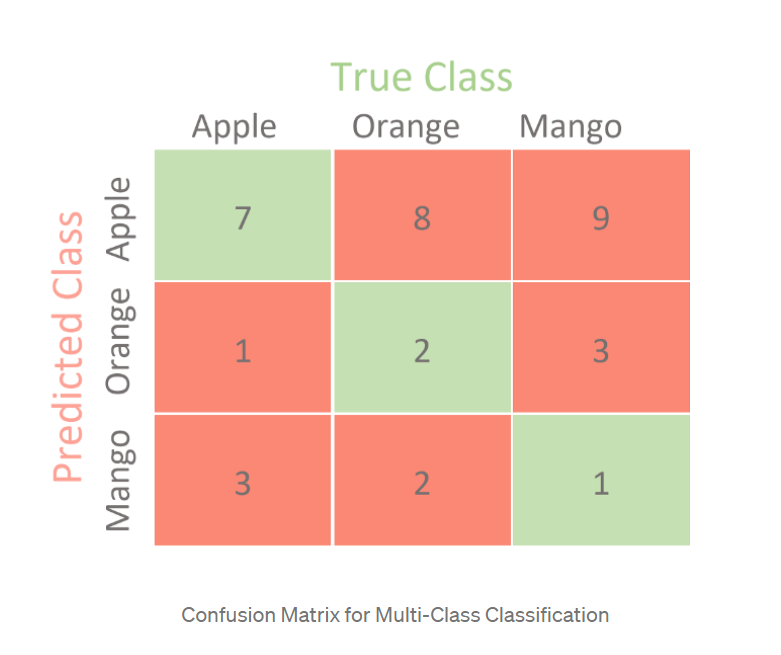 True Class
Apple Orange Mango
Predicted Class
Apple
7 8 9
Orange
1 2 3
Mango
3 2 1
Confusion Matrix for Multi-Class Classification